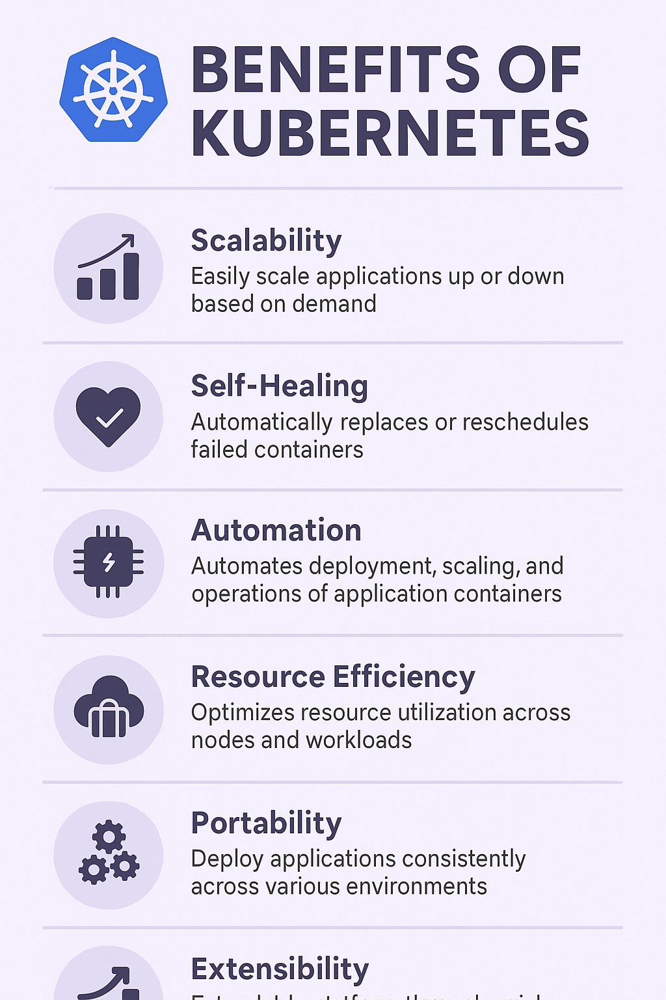 BENEFITS OF
KUBERNETES
Scalability
Easily scale applications up or down
based on demand
Self-Healing
Automatically replaces or reschedules
failed containers
Automation
Automates deployment, scaling, and
operations of application containers
Resource Efficiency
Optimizes resource utilization across
nodes and workloads
Portability
Deploy applications consistently
across various environments
Extensibility